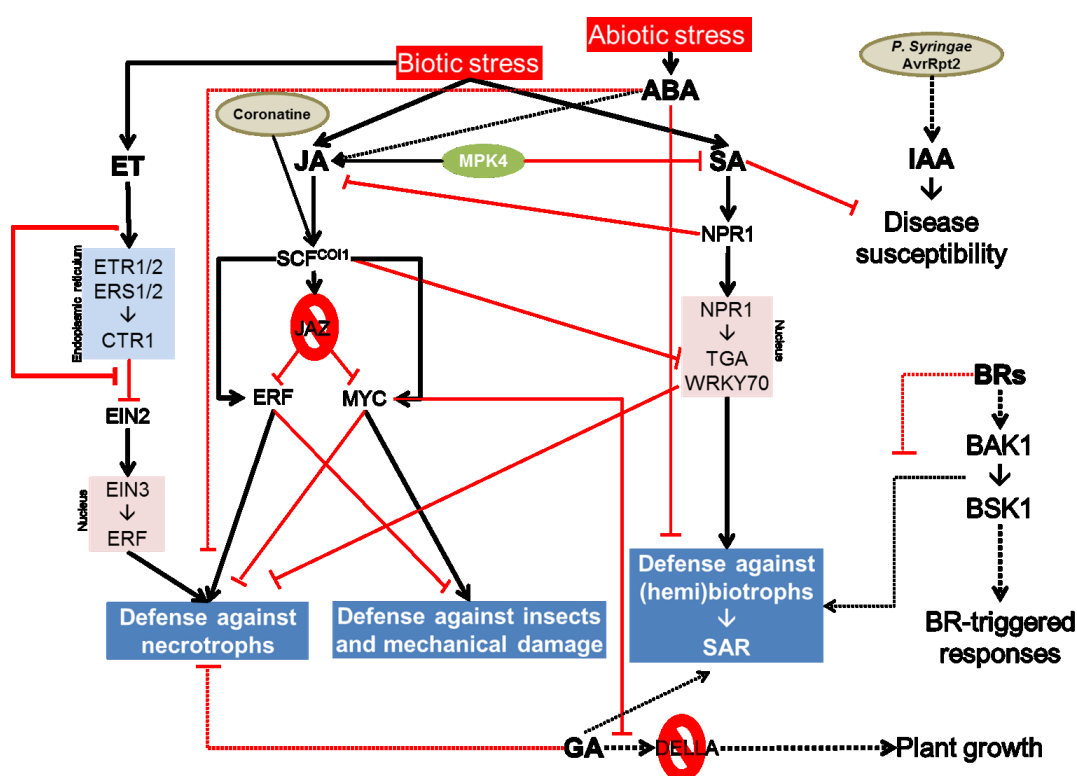 Abiotic stress
P. Syringae
AvrRpt2
Biotic stress
ABA
Coronatine
ET
JA
MPK4
SA
IAA
Disease
susceptibility
NPR1
SCF^COI1
Endoplasmic reticulum
ETR1/2
ERS1/2
CTR1
JAZ
NPR1
TGA
WRKY70
Nucleus
BRs
ERF
MYC
EIN2
BAK1
BSK1
Nucleus
EIN3
ERF
Defense against
(hemi)biotrophs
SAR
Defense against
necrotrophs
Defense against insects
and mechanical damage
BR-triggered
responses
GA
DELLA
Plant growth